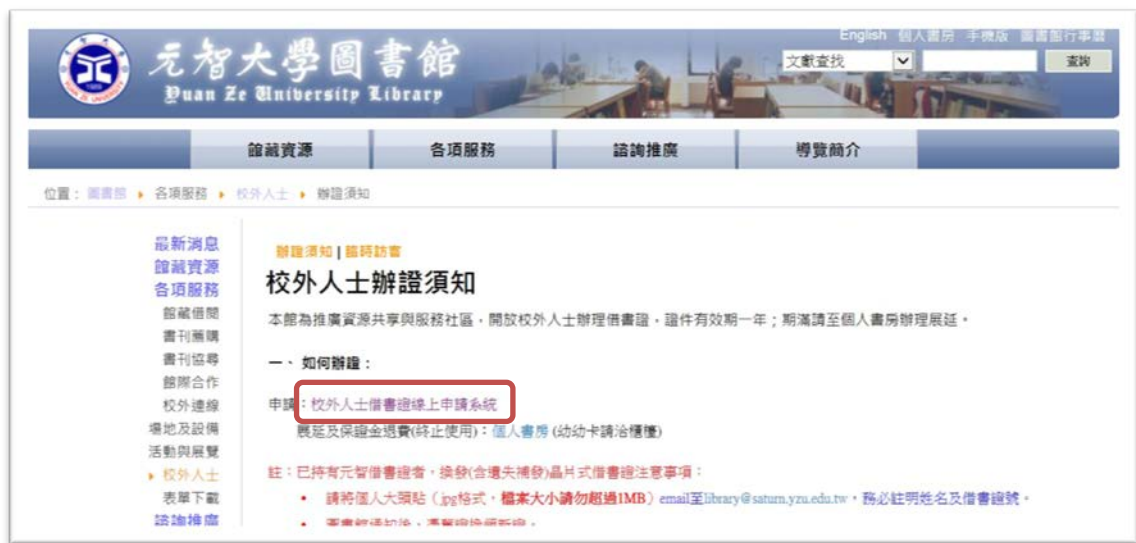 English 個人書房 手機版 圖書館行事曆
元智大學圖書館
Yuan Ze University Library
文獻查找
查詢
館藏資源 各項服務 諮詢推廣 導覽簡介
位置：圖書館 ▸ 各項服務 ▸ 校外人士 ▸ 辦證須知
最新消息
館藏資源
各項服務
館藏借閱
書刊薦購
書刊協尋
館際合作
校外連線
場地及設備
活動與展覽
▸ 校外人士
表單下載
諮詢推廣
辦證須知 | 臨時訪書
校外人士辦證須知
本館為推廣資源共享與服務社區，開放校外人士辦理借書證，證件有效期一年；期滿請至個人書房辦理展延。
一、 如何辦證：
申請：校外人士借書證線上申請系統
展延及保證金退費(終止使用)：個人書房 (幼幼卡請洽櫃檯)
註：已持有元智借書證者，換發(含遺失補發)晶片式借書證注意事項：
• 請將個人大頭貼（jpg格式，檔案大小請勿超過1MB）email至library@saturn.yzu.edu.tw，務必註明姓名及借書證號。
• 圖書館通知後，憑舊證換領新證。